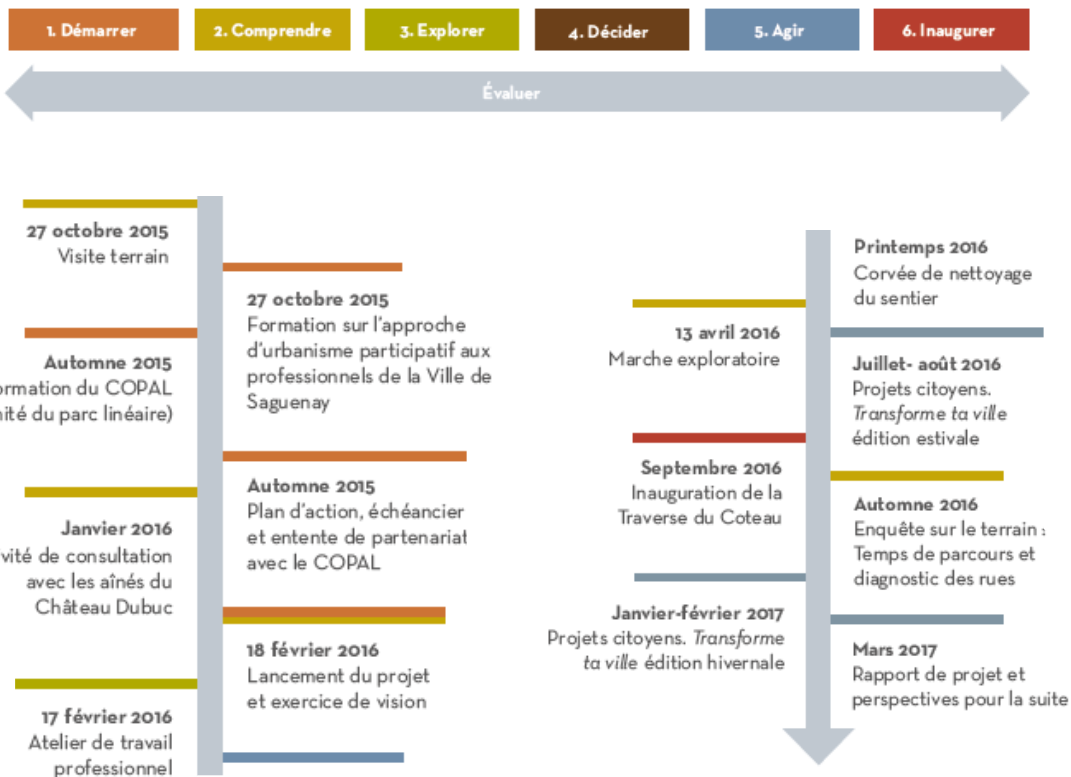 1. Démarrer
2. Comprendre
3. Explorer
4. Décider
5. Agir
6. Inaugurer
Évaluer
27 octobre 2015
Visite terrain
27 octobre 2015
Formation sur l'approche
d'urbanisme participatif aux
professionnels de la Ville de
Saguenay
Automne 2015
ormation du COPAL
ité du parc linéaire)
Automne 2015
Plan d'action, échéancier
et entente de partenariat
avec le COPAL
Janvier 2016
vité de consultation
avec les aînés du
Château Dubuc
18 février 2016
Lancement du projet
et exercice de vision
17 février 2016
Atelier de travail
professionnel
Printemps 2016
Corvée de nettoyage
du sentier
13 avril 2016
Marche exploratoire
Juillet- août 2016
Projets citoyens.
Transforme ta ville
édition estivale
Septembre 2016
Inauguration de la
Traverse du Coteau
Automne 2016
Enquête sur le terrain :
Temps de parcours et
diagnostic des rues
Janvier-février 2017
Projets citoyens. Transforme
ta ville édition hivernale
Mars 2017
Rapport de projet et
perspectives pour la suite